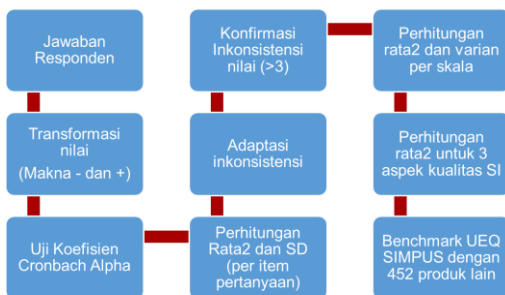 Jawaban
Responden
Transformasi
nilai
(Makna - dan +)
Uji Koefisien
Cronbach Alpha
Perhitungan
Rata2 dan SD
(per item
pertanyaan)
Adaptasi
inkonsistensi
Konfirmasi
Inkonsistensi
nilai (>3)
Perhitungan
rata2 dan varian
per skala
Perhitungan
rata2 untuk 3
aspek kualitas SI
Benchmark UEQ
SIMPUS dengan
452 produk lain